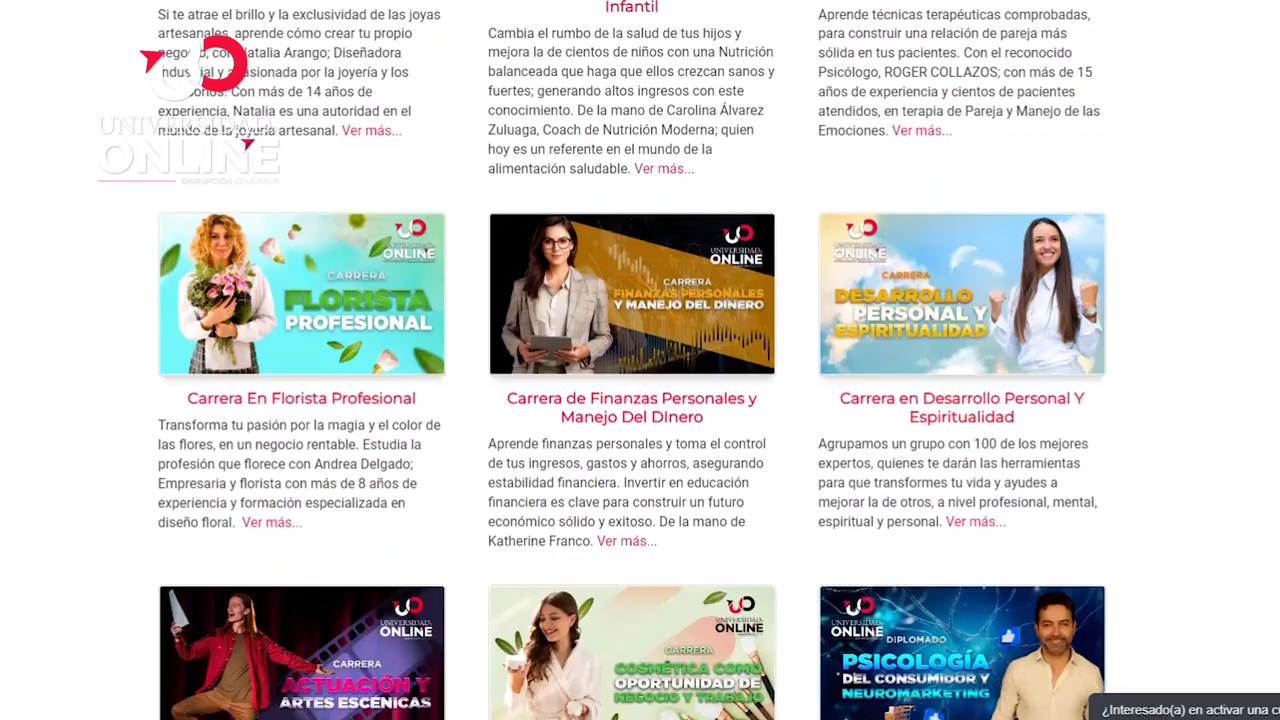 Si te atrae el brillo y la exclusividad de las joyas
artesanales, aprende cómo crear tu propio
negocio, con Natalia Arango; Diseñadora
Industrial y apasionada por la joyería y los
Con más de 14 años de
experiencia, Natalia es una autoridad en el
mundo de la joyería artesanal. Ver más...
UNIVERSIDAD
ONLINE
DISRUPCIÓN EDUCATIVA
Infantil
Cambia el rumbo de la salud de tus hijos y
mejora la de cientos de niños con una Nutrición
balanceada que haga que ellos crezcan sanos y
fuertes; generando altos ingresos con este
conocimiento. De la mano de Carolina Álvarez
Zuluaga, Coach de Nutrición Moderna; quien
hoy es un referente en el mundo de la
alimentación saludable. Ver más...
Aprende técnicas terapéuticas comprobadas,
para construir una relación de pareja más
sólida en tus pacientes. Con el reconocido
Psicólogo, ROGER COLLAZOS; con más de 15
años de experiencia y cientos de pacientes
atendidos, en terapia de Pareja y Manejo de las
Emociones. Ver más...
UNIVERSIDAD
ONLINE
CARRERA
FLORISTA
PROFESIONAL
Carrera En Florista Profesional
Transforma tu pasión por la magia y el color de
las flores, en un negocio rentable. Estudia la
profesión que florece con Andrea Delgado;
Empresaria y florista con más de 8 años de
experiencia y formación especializada en
diseño floral. Ver más...
UNIVERSIDAD
ONLINE
CARRERA
FINANZAS PERSONALES
Y MANEJO DEL DINERO
Carrera de Finanzas Personales y
Manejo Del DInero
Aprende finanzas personales y toma el control
de tus ingresos, gastos y ahorros, asegurando
estabilidad financiera. Invertir en educación
financiera es clave para construir un futuro
económico sólido y exitoso. De la mano de
Katherine Franco. Ver más...
UNIVERSIDAD
ONLINE
CARRERA
DESARROLLO
PERSONAL Y
ESPIRITUALIDAD
Carrera en Desarrollo Personal Y
Espiritualidad
Agrupamos un grupo con 100 de los mejores
expertos, quienes te darán las herramientas
para que transformes tu vida y ayudes a
mejorar la de otros, a nivel profesional, mental,
espiritual y personal. Ver más...
UNIVERSIDAD
ONLINE
CARRERA
ACTUACIÓN Y
ARTES ESCÉNICAS
UNIVERSIDAD
ONLINE
CARRERA
COSMÉTICA COMO
OPORTUNIDAD DE
NEGOCIO Y TRABAJO
UNIVERSIDAD
ONLINE
DIPLOMADO
PSICOLOGÍA
DEL CONSUMIDOR Y
NEUROMARKETING
¿Interesado(a) en activar una